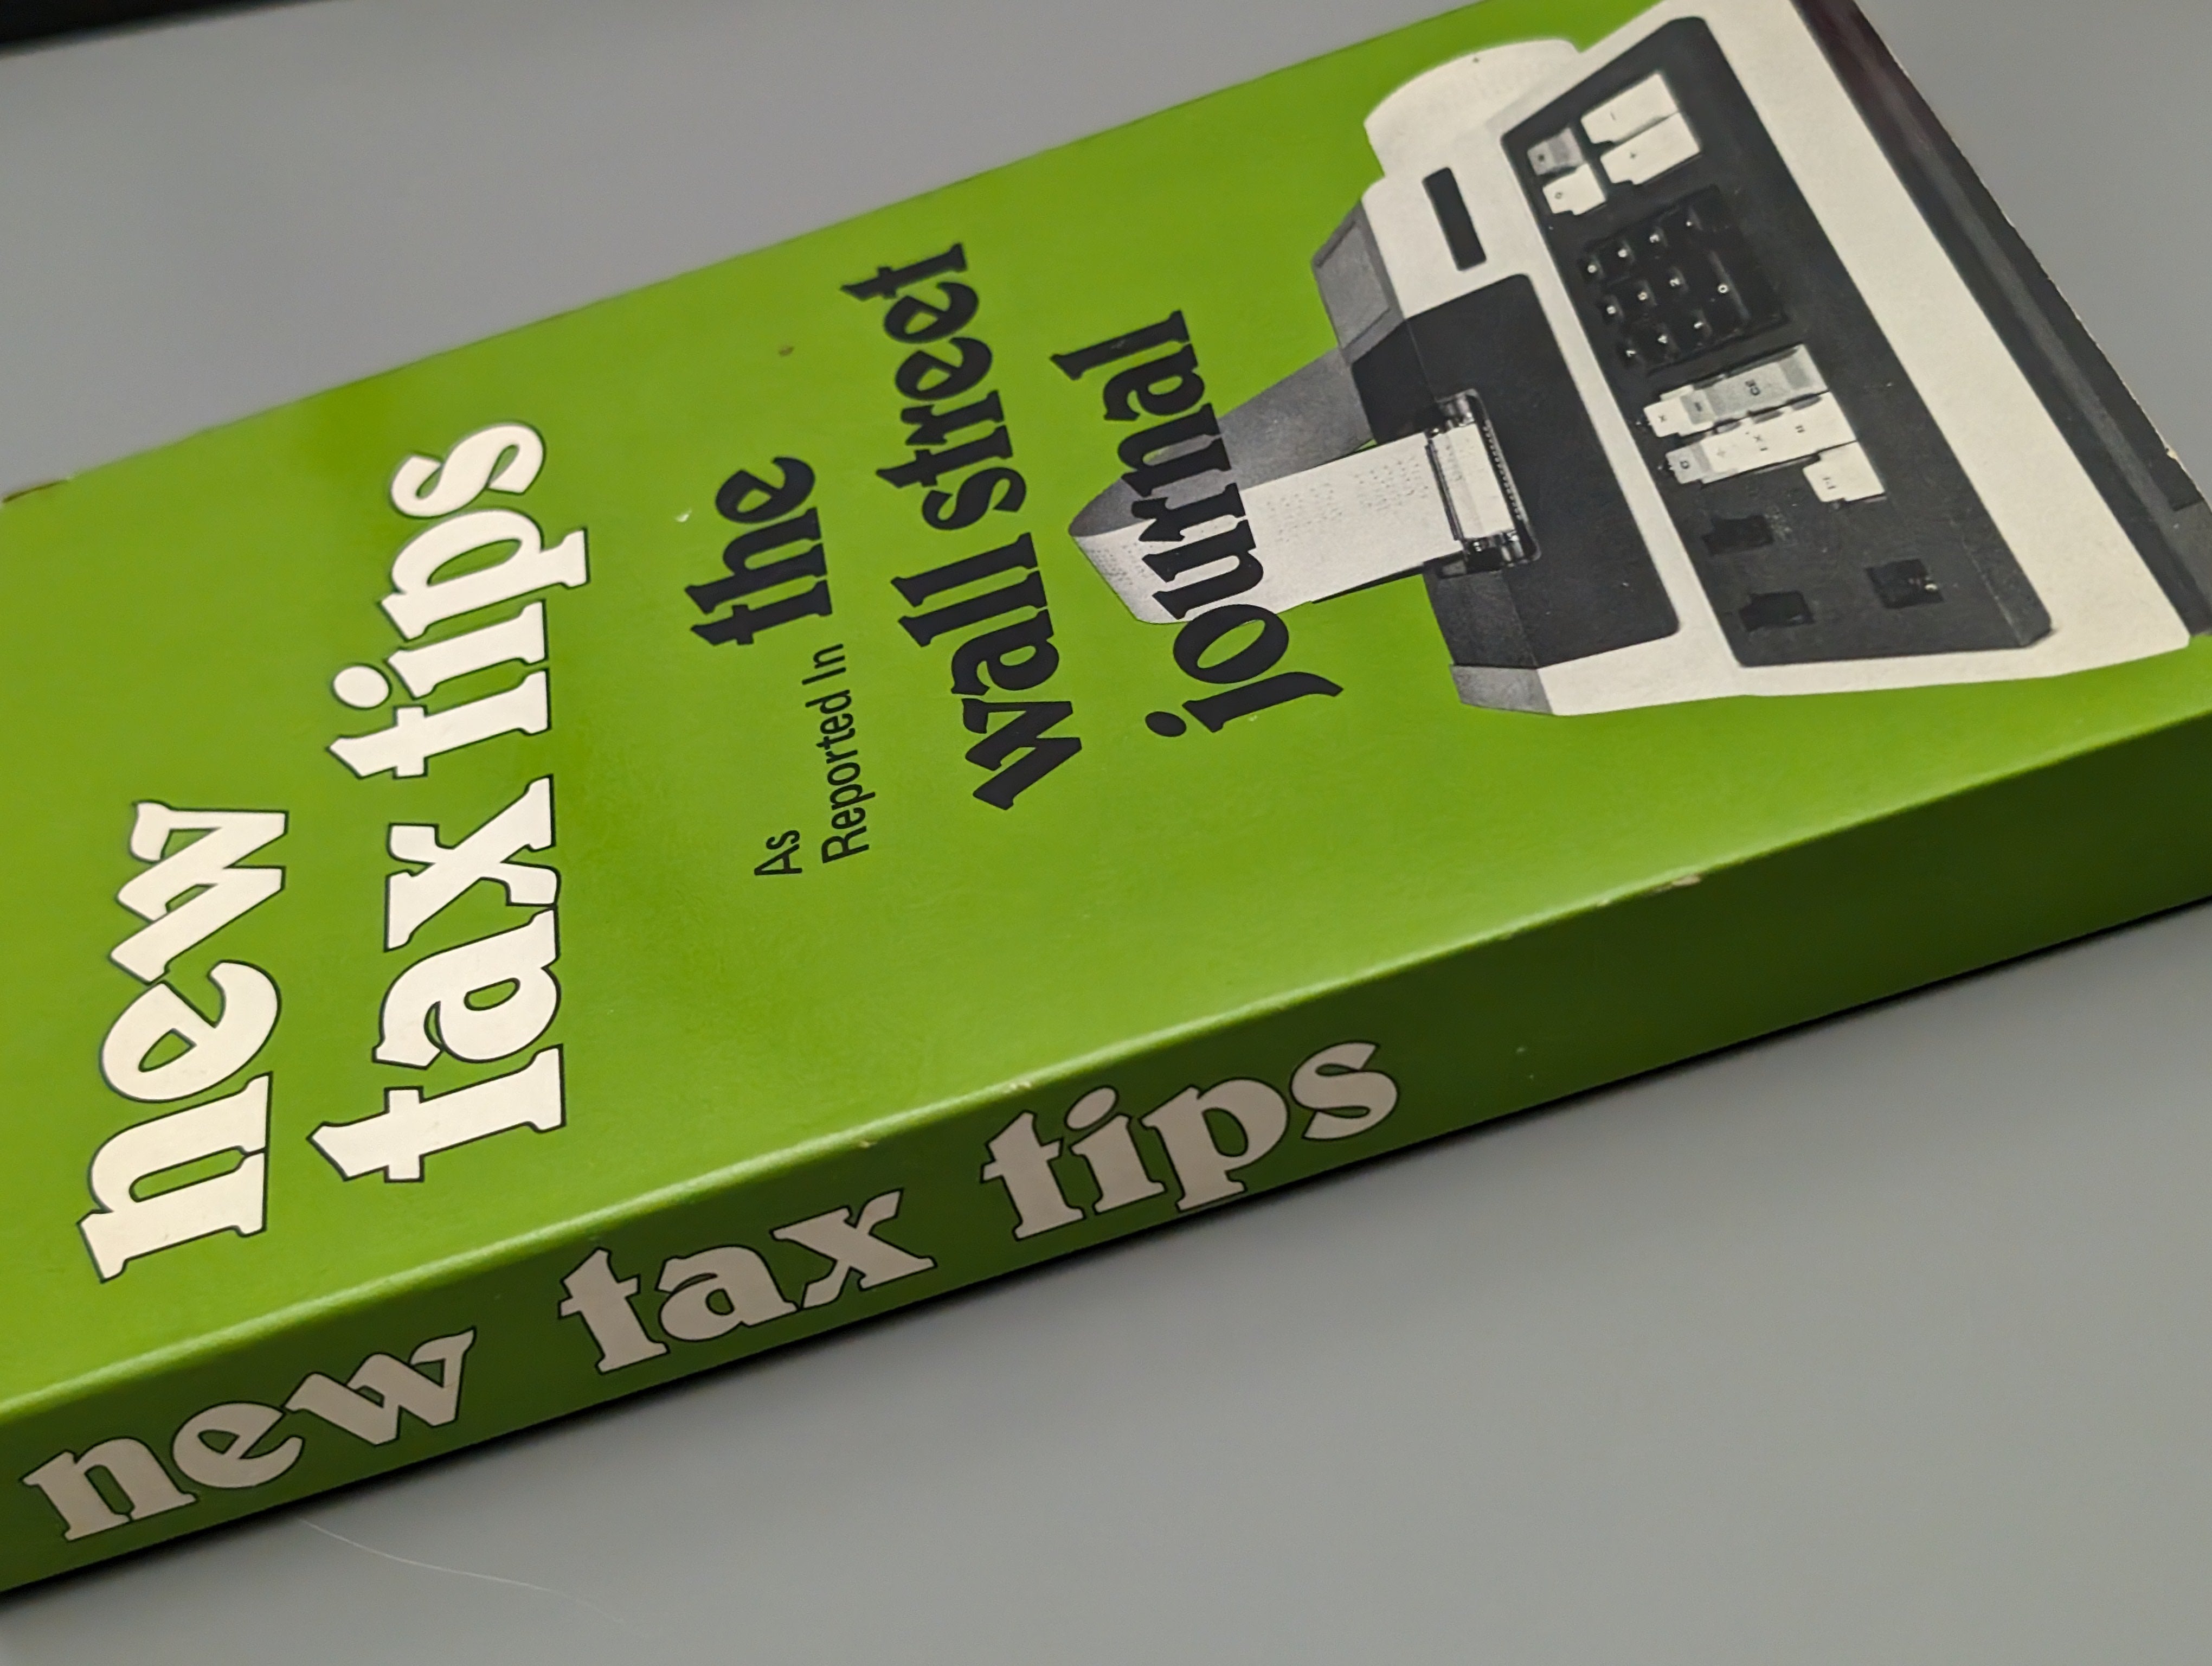 new
tax tips
As
Reported In the
wall street
journal
new tax tips